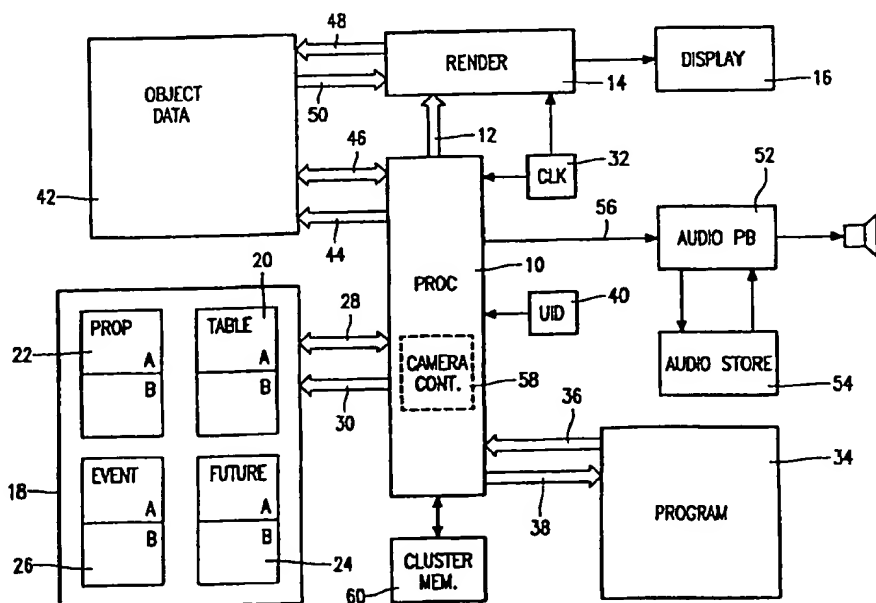 48
RENDER
DISPLAY
OBJECT
DATA
50
14
16
12
46
CLK
32
52
42
44
56
AUDIO PB
20
10
PROC
28
UID
40
PROP
TABLE
22
A
A
B
B
CAMERA
CONT.
58
AUDIO STORE
54
30
36
34
EVENT
FUTURE
18
A
A
38
PROGRAM
B
B
26
24
CLUSTER
MEM.
60